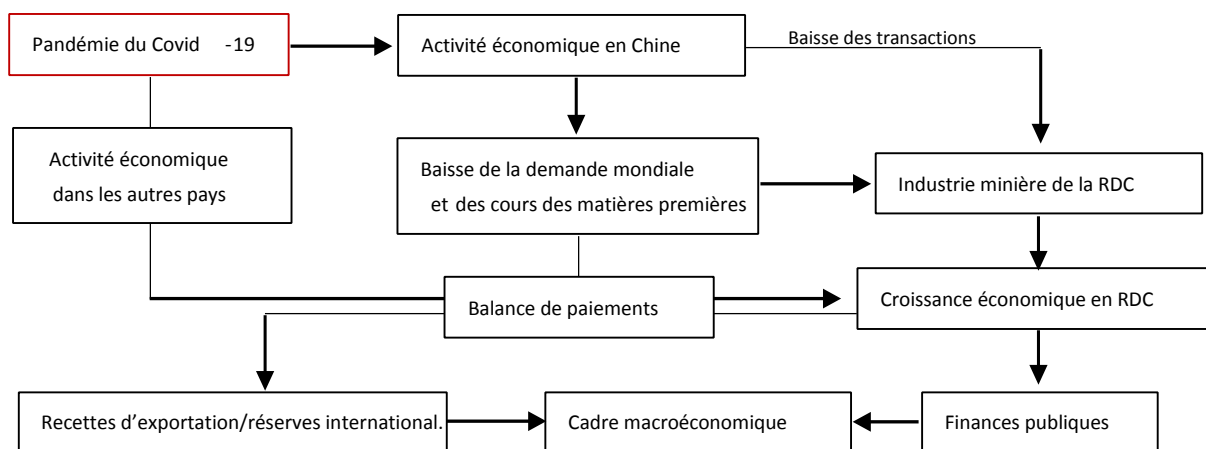 Pandémie du Covid -19
Activité économique en Chine
Baisse des transactions
Activité économique
dans les autres pays
Baisse de la demande mondiale
et des cours des matières premières
Industrie minière de la RDC
Balance de paiements
Croissance économique en RDC
Recettes d’exportation/réserves international.
Cadre macroéconomique
Finances publiques